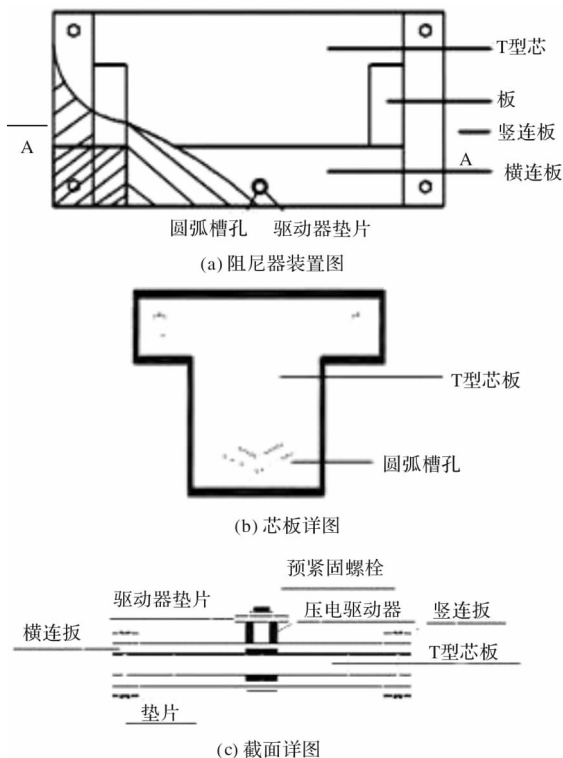 T型芯
板
竖连板
A
A
横连板
圆弧槽孔 驱动器垫片
(a) 阻尼器装置图
T型芯板
圆弧槽孔
(b) 芯板详图
预紧固螺栓
驱动器垫片 压电驱动器 竖连扳
横连扳
T型芯板
垫片
(c) 截面详图